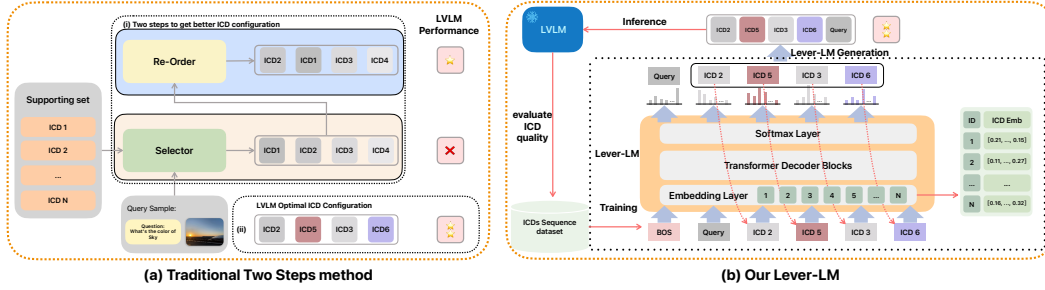 (i) Two steps to get better ICD configuration
LVLM
Performance
Re-Order
ICD2 ICD1 ICD3 ICD4
Supporting set
ICD 1
ICD 2
...
ICD N
Selector
ICD1 ICD2 ICD3 ICD4
Query Sample:
Question:
What's the color of
Sky
LVLM Optimal ICD Configuration
(ii)
ICD2 ICD5 ICD3 ICD6
(a) Traditional Two Steps method
LVLM
Inference
ICD2 ICD5 ICD3 ICD6 Query
Lever-LM Generation
Query ICD 2 ICD 5 ICD 3 ICD 6
evaluate
ICD
quality
Lever-LM
Softmax Layer
Transformer Decoder Blocks
Embedding Layer 1 2 3 4 5 ... N
ID ICD Emb
1 [0.21, ..., 0.15]
2 [0.11, ..., 0.27]
... ....
N [0.16, ..., 0.32]
Training
ICDs Sequence
dataset
BOS Query ICD 2 ICD 5 ICD 3 ICD 6
(b) Our Lever-LM